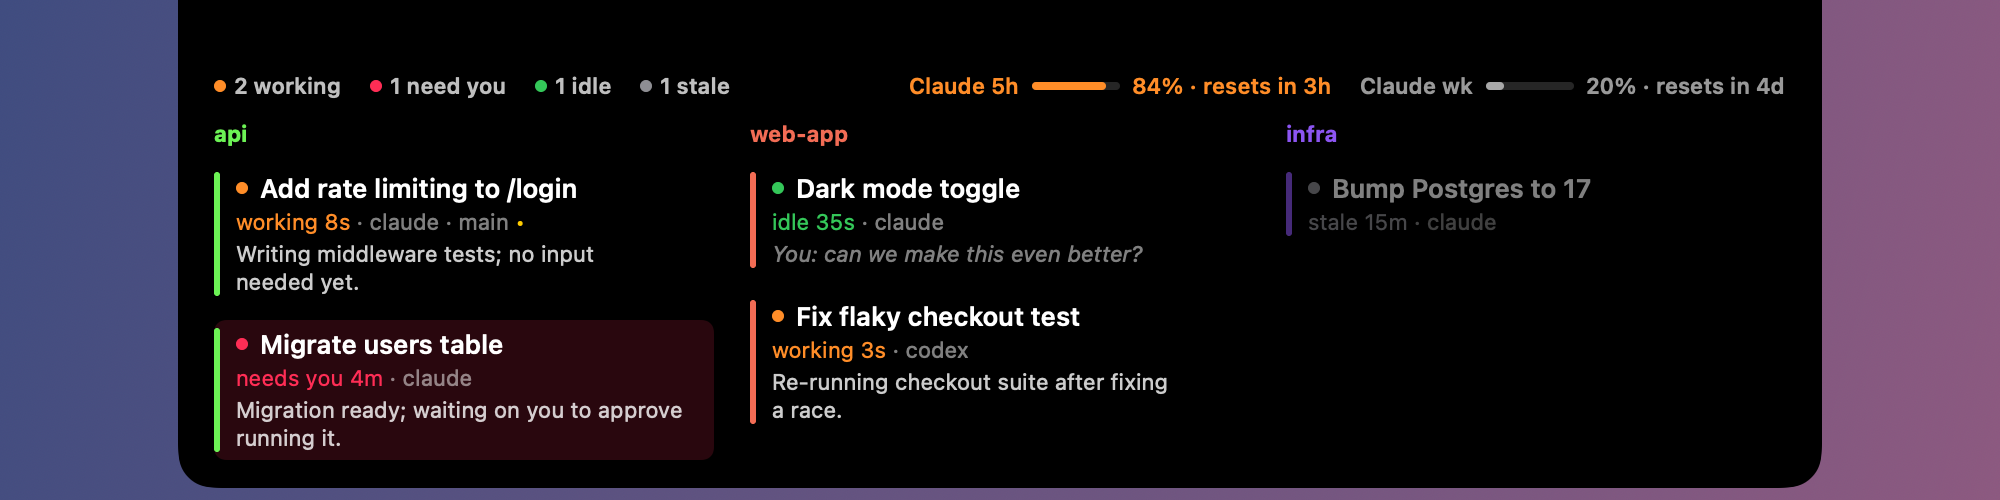 2 working 1 need you 1 idle 1 stale Claude 5h 84% · resets in 3h Claude wk 20% · resets in 4d
api
Add rate limiting to /login
working 8s · claude · main
Writing middleware tests; no input
needed yet.
Migrate users table
needs you 4m · claude
Migration ready; waiting on you to approve
running it.
web-app
Dark mode toggle
idle 35s · claude
You: can we make this even better?
Fix flaky checkout test
working 3s · codex
Re-running checkout suite after fixing
a race.
infra
Bump Postgres to 17
stale 15m · claude